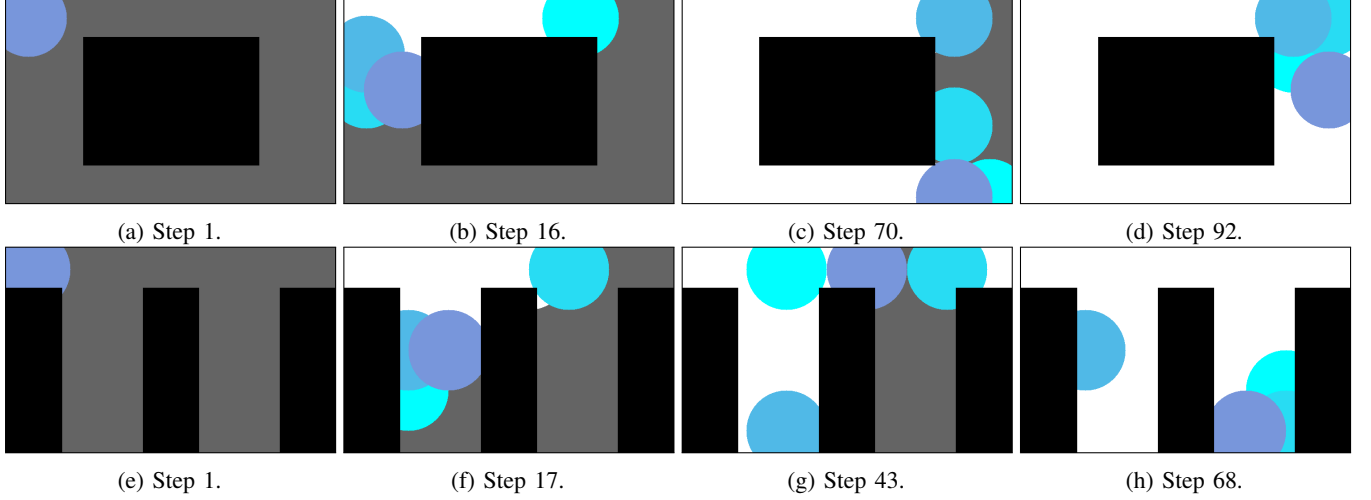 (a) Step 1.
(b) Step 16.
(c) Step 70.
(d) Step 92.
(e) Step 1.
(f) Step 17.
(g) Step 43.
(h) Step 68.